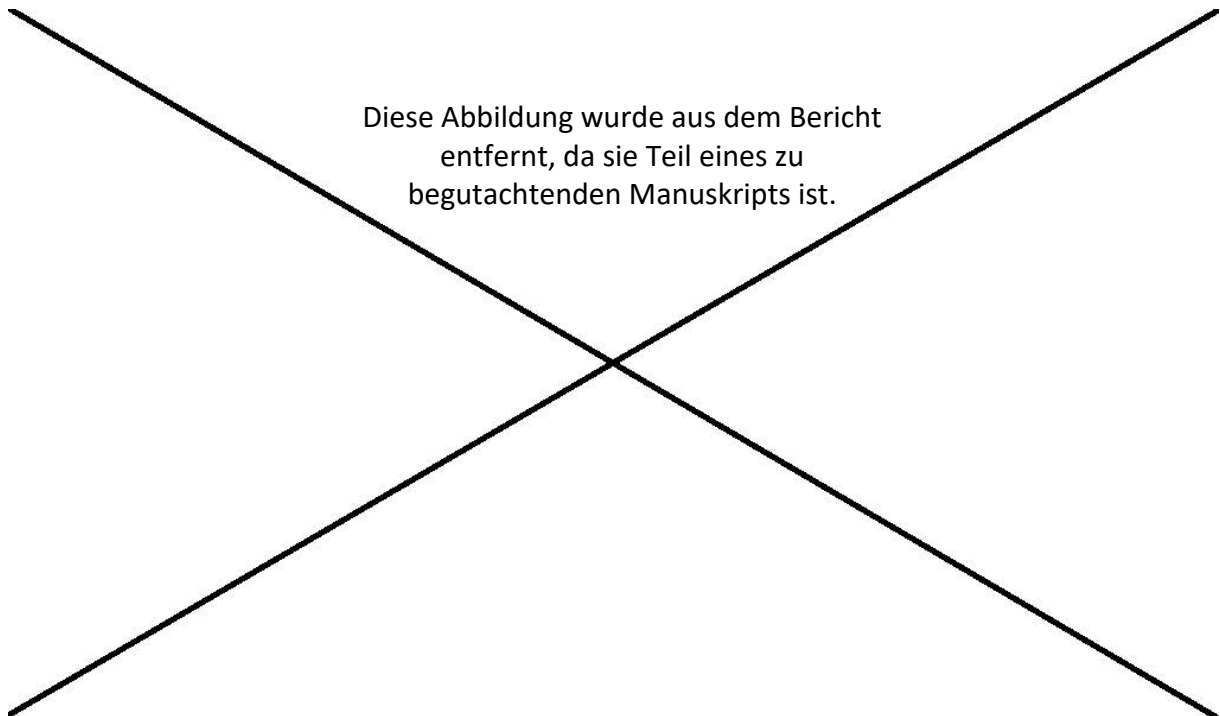 Diese Abbildung wurde aus dem Bericht
entfernt, da sie Teil eines zu
begutachtenden Manuskripts ist.